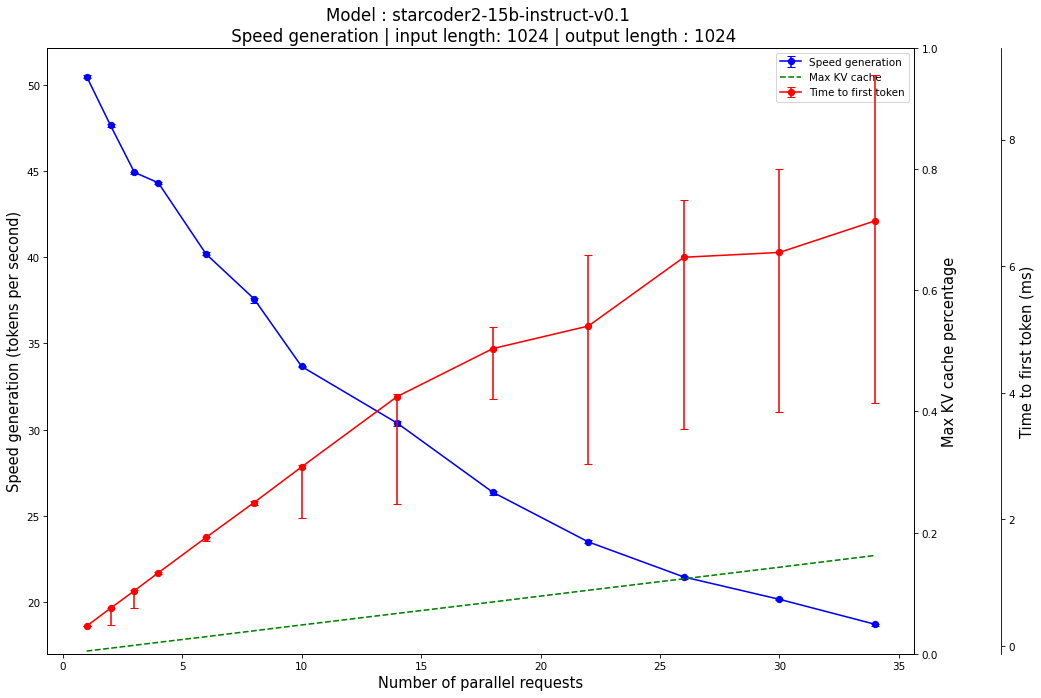 Model : starcoder2-15b-instruct-v0.1
Speed generation | input length: 1024 | output length : 1024
Speed generation
Max KV cache
Time to first token
Speed generation (tokens per second)
50
45
40
35
30
25
20
0
5
10
15
20
25
30
35
Number of parallel requests
1.0
0.8
0.6
0.4
0.2
0.0
Max KV cache percentage
8
6
4
2
0
Time to first token (ms)